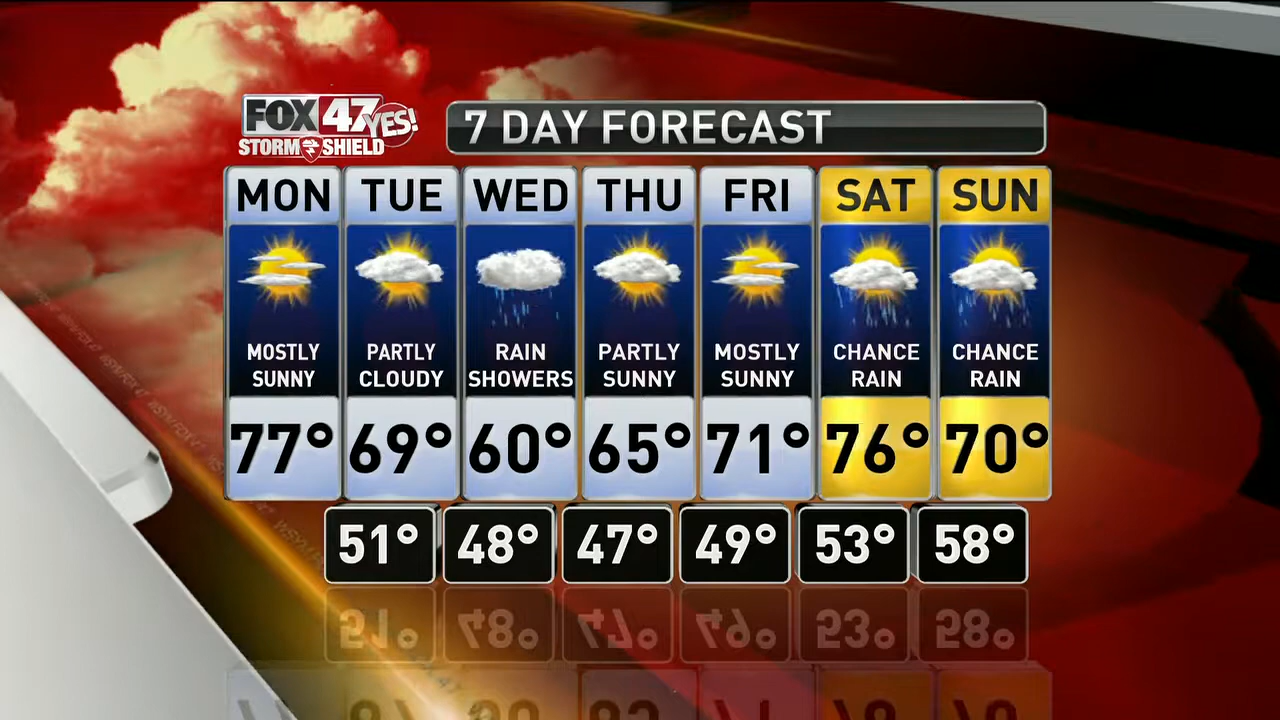 FOX 47 YES!
STORM SHIELD
7 DAY FORECAST
MON TUE WED THU FRI SAT SUN
MOSTLY SUNNY
PARTLY CLOUDY
RAIN SHOWERS
PARTLY SUNNY
MOSTLY SUNNY
CHANCE RAIN
CHANCE RAIN
77° 69° 60° 65° 71° 76° 70°
51° 48° 47° 49° 53° 58°